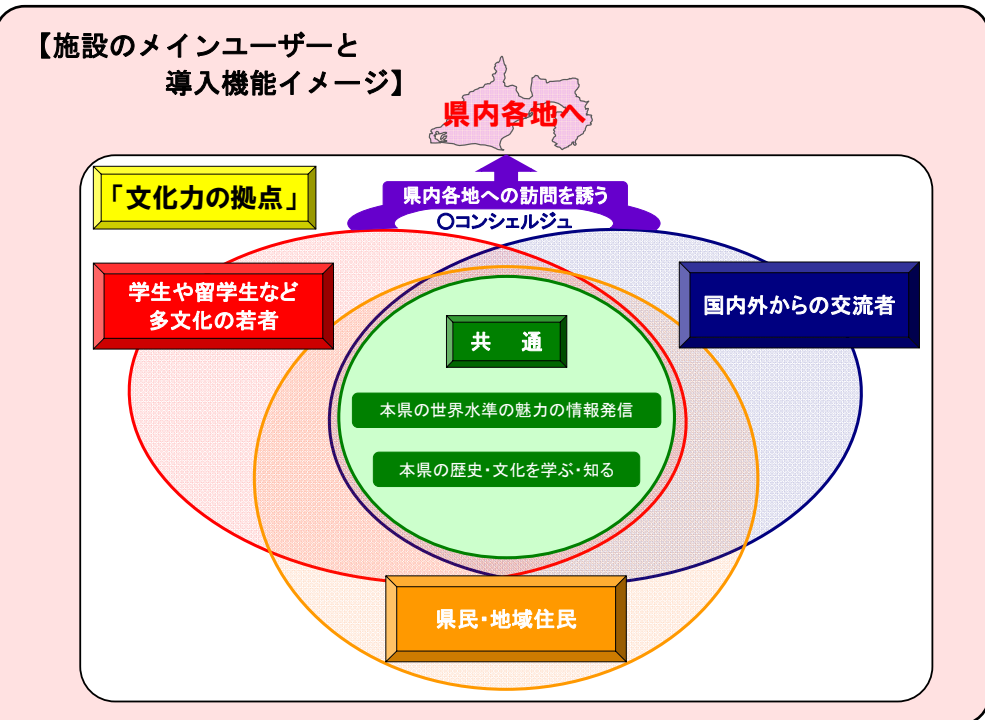 【施設のメインユーザーと
導入機能イメージ】
県内各地へ
「文化力の拠点」
県内各地への訪問を誘う
○コンシェルジュ
学生や留学生など
多文化の若者
国内外からの交流者
共　通
本県の世界水準の魅力の情報発信
本県の歴史・文化を学ぶ・知る
県民・地域住民